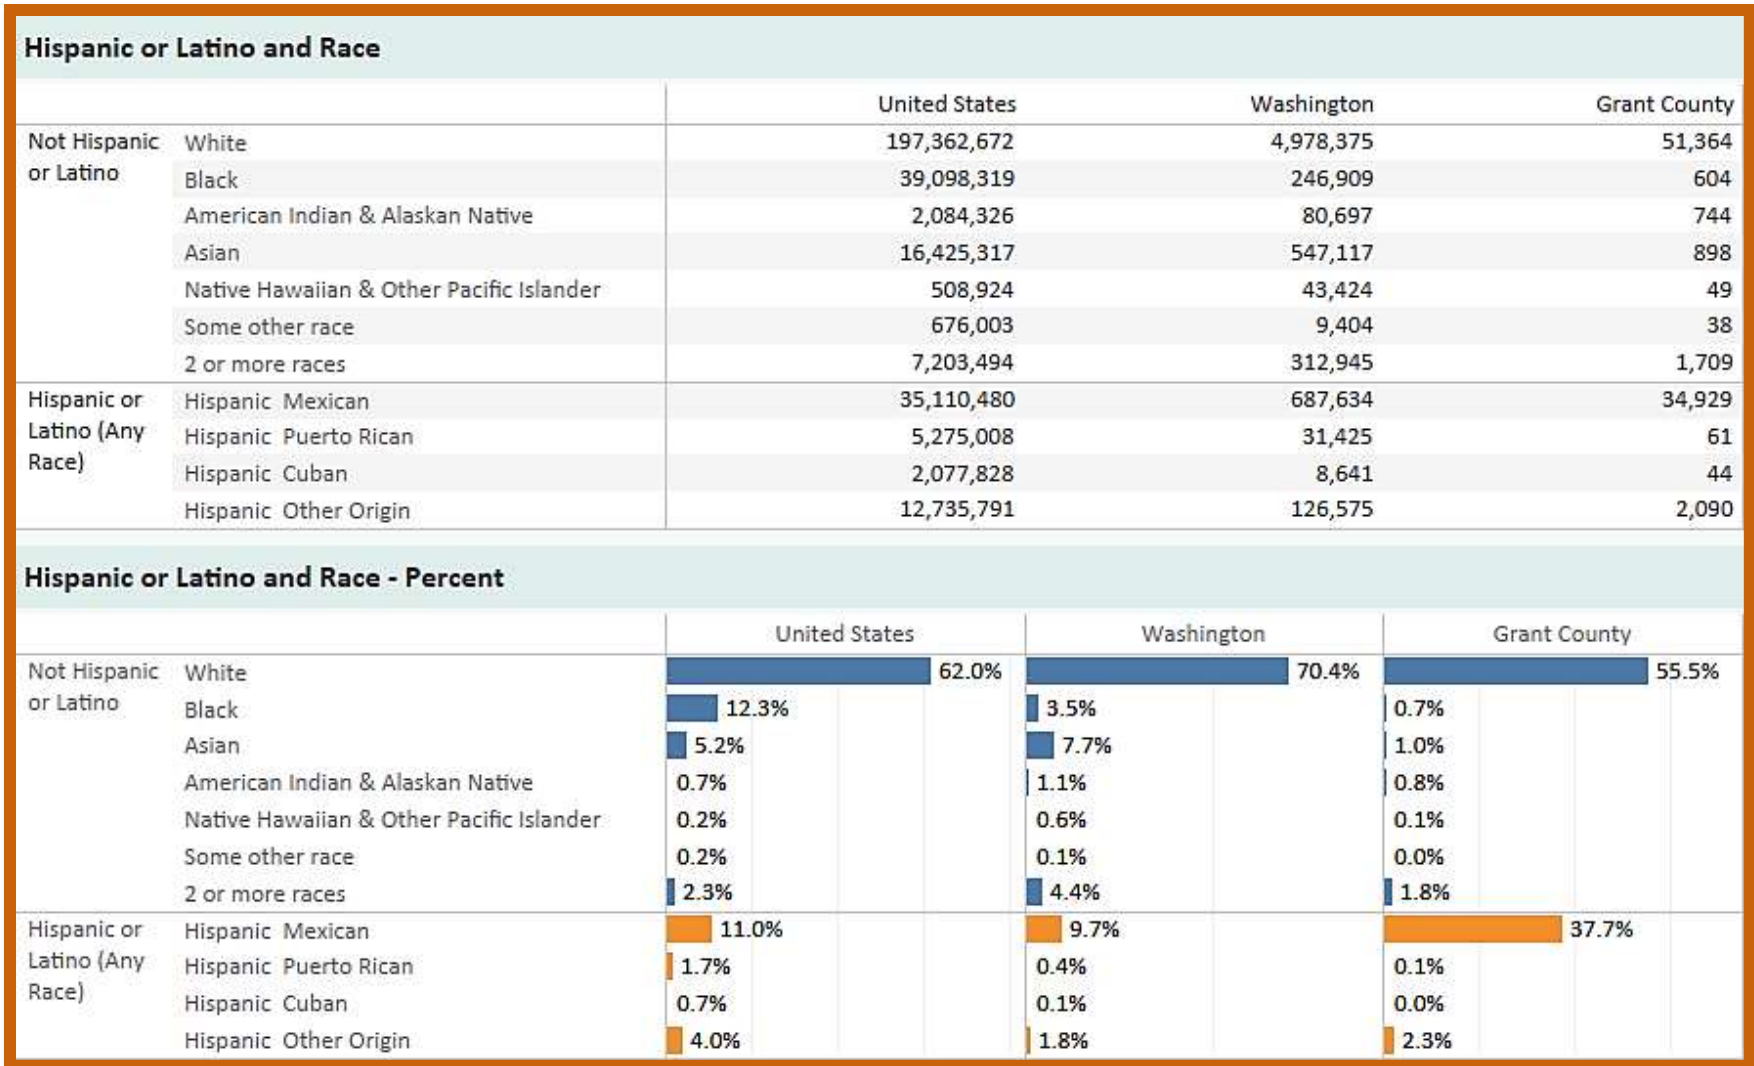 Hispanic or Latino and Race
United States Washington Grant County
Not Hispanic or Latino
White 197,362,672 4,978,375 51,364
Black 39,098,319 246,909 604
American Indian & Alaskan Native 2,084,326 80,697 744
Asian 16,425,317 547,117 898
Native Hawaiian & Other Pacific Islander 508,924 43,424 49
Some other race 676,003 9,404 38
2 or more races 7,203,494 312,945 1,709
Hispanic or Latino (Any Race)
Hispanic Mexican 35,110,480 687,634 34,929
Hispanic Puerto Rican 5,275,008 31,425 61
Hispanic Cuban 2,077,828 8,641 44
Hispanic Other Origin 12,735,791 126,575 2,090
Hispanic or Latino and Race - Percent
United States Washington Grant County
Not Hispanic or Latino
White 62.0% 70.4% 55.5%
Black 12.3% 3.5% 0.7%
Asian 5.2% 7.7% 1.0%
American Indian & Alaskan Native 0.7% 1.1% 0.8%
Native Hawaiian & Other Pacific Islander 0.2% 0.6% 0.1%
Some other race 0.2% 0.1% 0.0%
2 or more races 2.3% 4.4% 1.8%
Hispanic or Latino (Any Race)
Hispanic Mexican 11.0% 9.7% 37.7%
Hispanic Puerto Rican 1.7% 0.4% 0.1%
Hispanic Cuban 0.7% 0.1% 0.0%
Hispanic Other Origin 4.0% 1.8% 2.3%